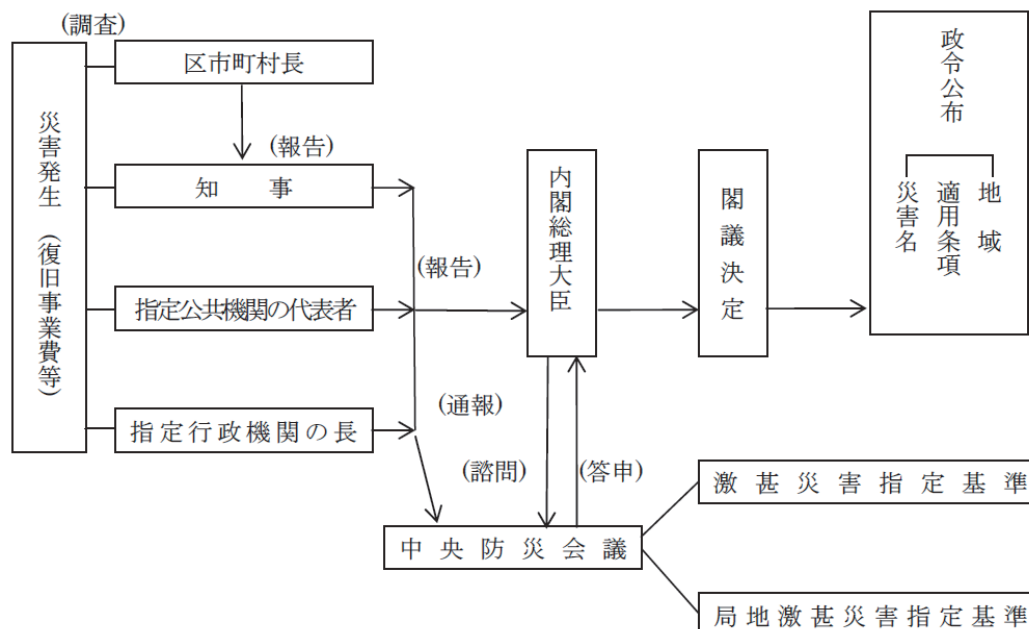 (調査)
区市町村長
災害発生 (復旧事業費等)
(報告)
知 事
(報告)
指定公共機関の代表者
指定行政機関の長
(通報)
内閣総理大臣
閣議決定
政令公布
地 域
適用条項
災害名
(諮問)
(答申)
中央防災会議
激甚災害指定基準
局地激甚災害指定基準